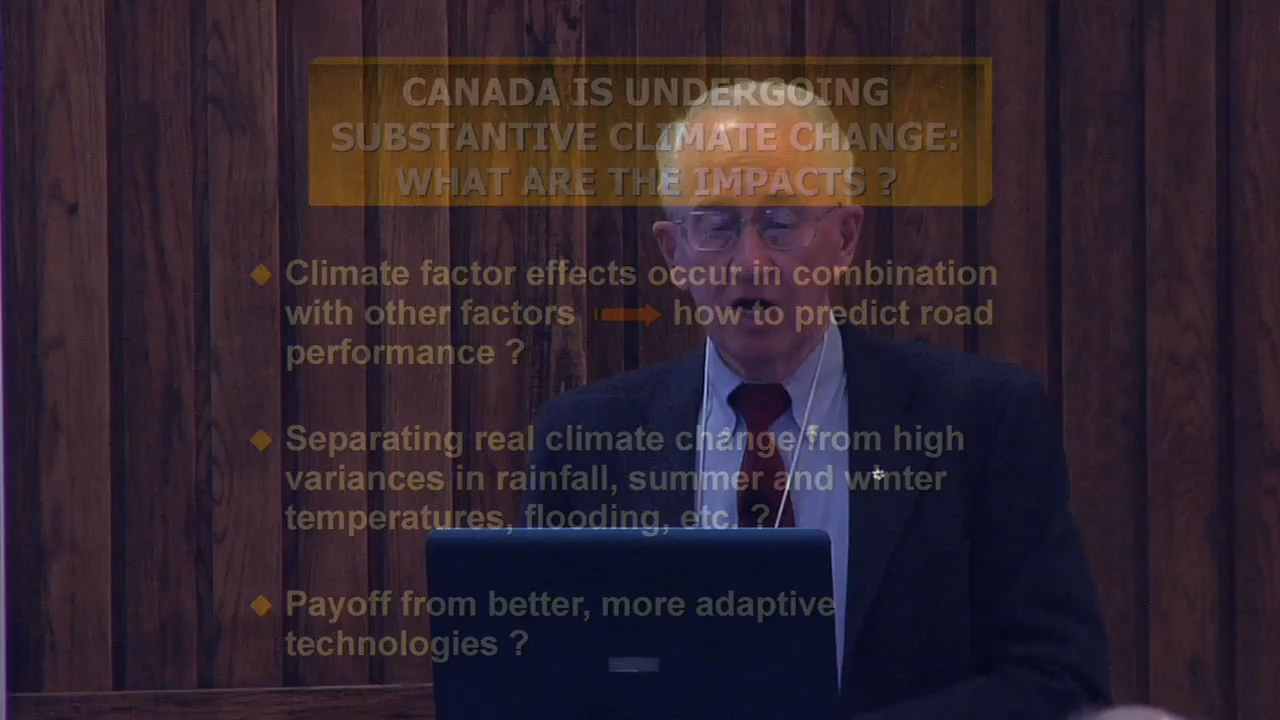 CANADA IS UNDERGOING
SUBSTANTIVE CLIMATE CHANGE:
WHAT ARE THE IMPACTS ?
Climate factor effects occur in combination
with other factors how to predict road
performance ?
Separating real climate change from high
variances in rainfall, summer and winter
temperatures, flooding, etc. ?
Payoff from better, more adaptive
technologies ?